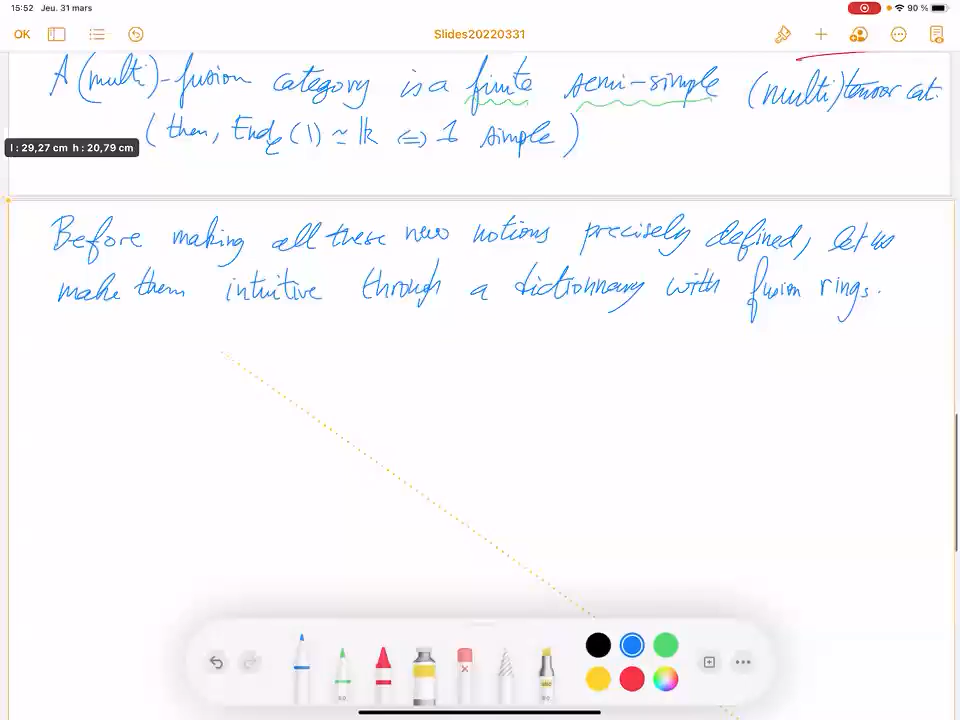 15:52 Jeu. 31 mars
90 %
OK
Slides20220331
A (multi)-fusion category is a finite semi-simple (multi)tensor cat.
(then, End_C(1) ≃ lk ⇔ 1 simple)
l : 29,27 cm h : 20,79 cm
Before making all these new notions precisely defined, let us
make them intuitive through a dictionnary with fusion rings.